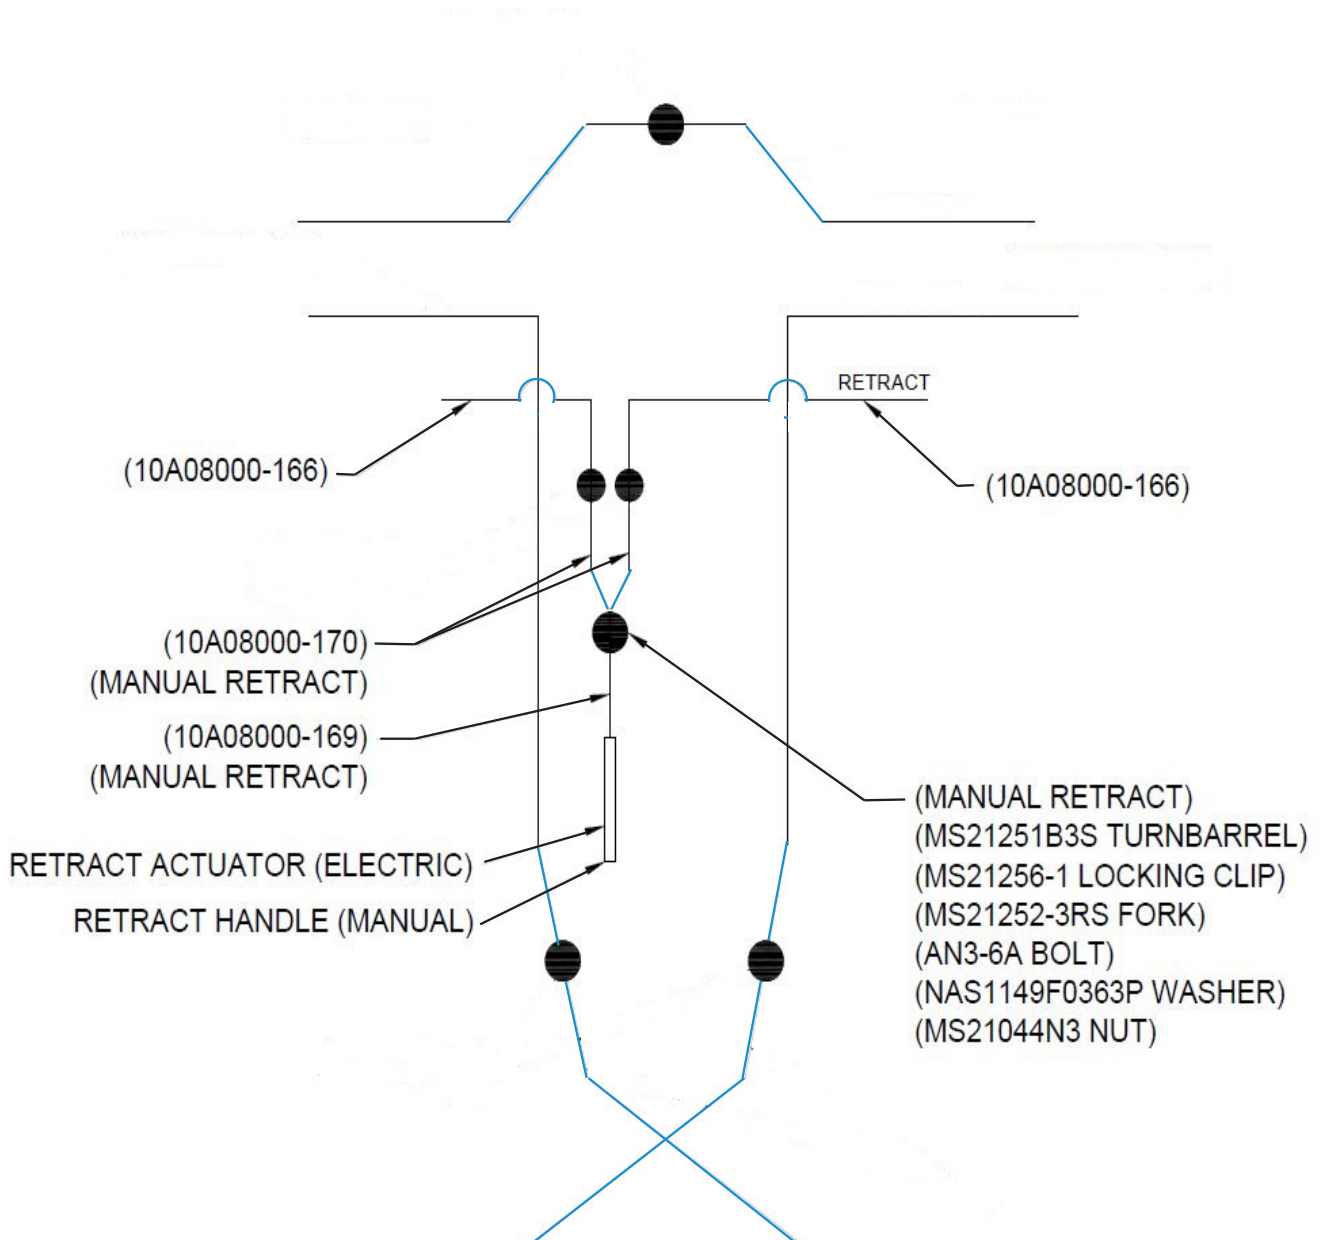 RETRACT
(10A08000-166)
(10A08000-166)
(10A08000-170)
(MANUAL RETRACT)
(10A08000-169)
(MANUAL RETRACT)
RETRACT ACTUATOR (ELECTRIC)
RETRACT HANDLE (MANUAL)
(MANUAL RETRACT)
(MS21251B3S TURNBARREL)
(MS21256-1 LOCKING CLIP)
(MS21252-3RS FORK)
(AN3-6A BOLT)
(NAS1149F0363P WASHER)
(MS21044N3 NUT)